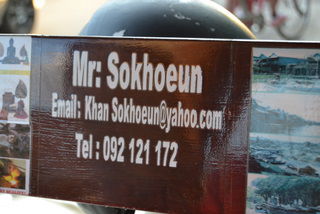 Mr: Sokhoeun
Email: Khan Sokhoeun@yahoo.com
Tel : 092 121 172